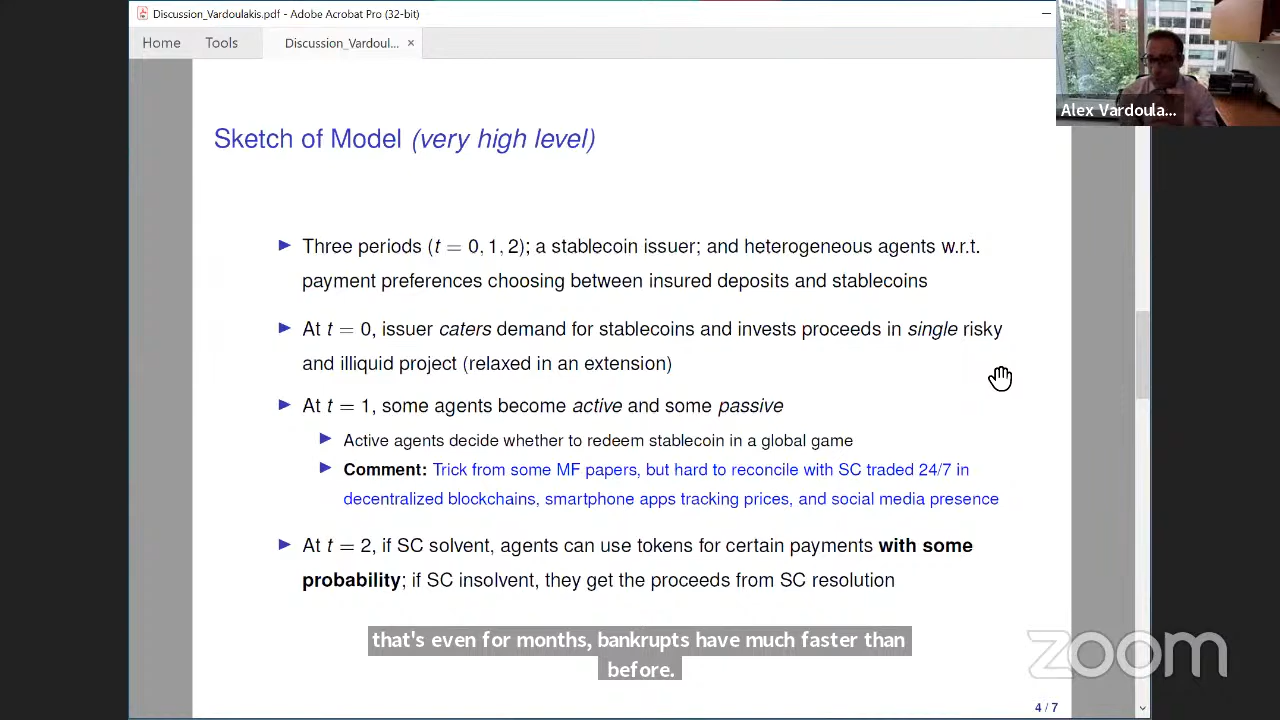 Discussion_Vardoulakis.pdf - Adobe Acrobat Pro (32-bit)
Home Tools Discussion_Vardoul... ×
Alex Vardoula...
Sketch of Model (very high level)
Three periods (t = 0, 1, 2); a stablecoin issuer; and heterogeneous agents w.r.t.
payment preferences choosing between insured deposits and stablecoins
At t = 0, issuer caters demand for stablecoins and invests proceeds in single risky
and illiquid project (relaxed in an extension)
At t = 1, some agents become active and some passive
Active agents decide whether to redeem stablecoin in a global game
Comment: Trick from some MF papers, but hard to reconcile with SC traded 24/7 in
decentralized blockchains, smartphone apps tracking prices, and social media presence
At t = 2, if SC solvent, agents can use tokens for certain payments with some
probability; if SC insolvent, they get the proceeds from SC resolution
that's even for months, bankrupts have much faster than
before.
zoom
4 / 7